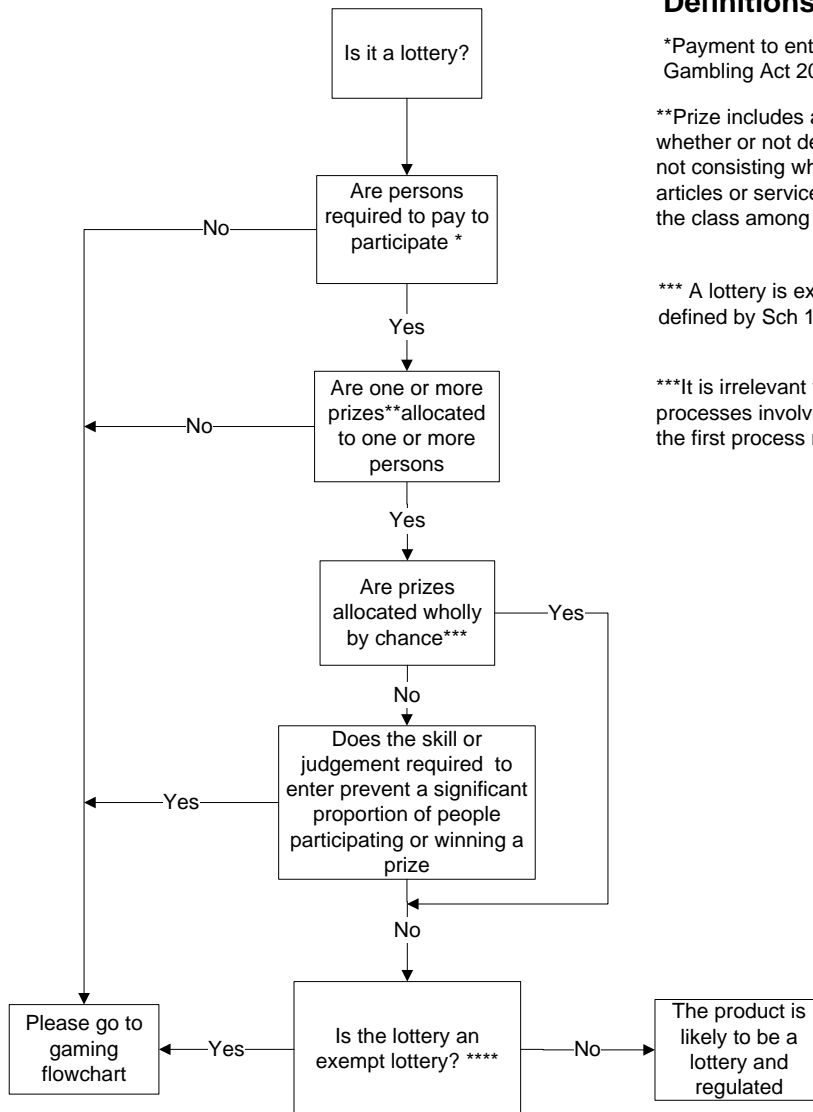 Is it a lottery?
Are persons
required to pay to
participate *
No
Yes
Are one or more
prizes**allocated
to one or more
persons
No
Yes
Are prizes
allocated wholly
by chance***
Yes
No
Does the skill or
judgement required to
enter prevent a significant
proportion of people
participating or winning a
prize
Yes
No
Please go to
gaming
flowchart
Yes
Is the lottery an
exempt lottery? ****
No
The product is
likely to be a
lottery and
regulated
Definitions
*Payment to ent
Gambling Act 20
**Prize includes a
whether or not de
not consisting wh
articles or service
the class among
*** A lottery is ex
defined by Sch 1
***It is irrelevant
processes involv
the first process